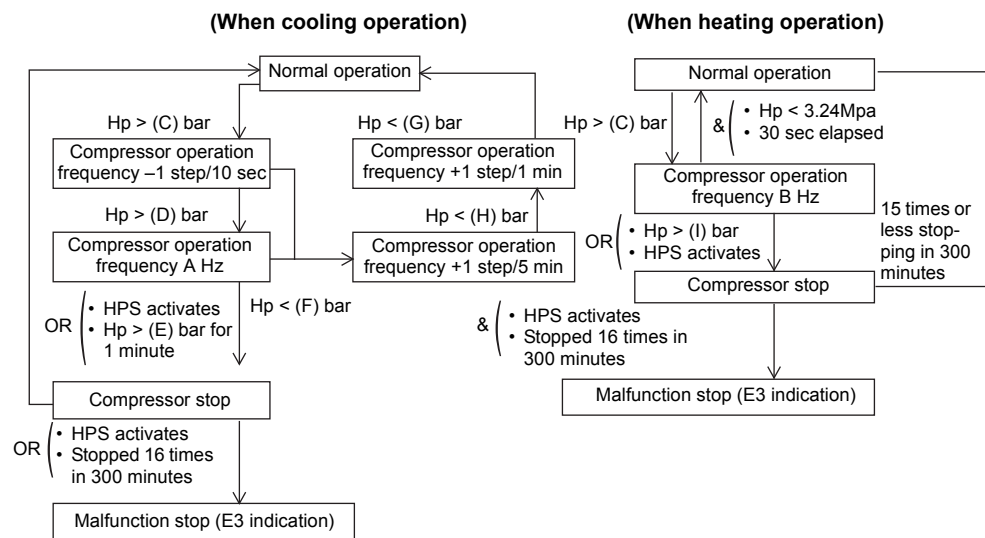 (When cooling operation)
Normal operation
Hp > (C) bar
Compressor operation
frequency –1 step/10 sec
Hp > (D) bar
Compressor operation
frequency A Hz
Hp < (G) bar
Compressor operation
frequency +1 step/1 min
Hp < (H) bar
Compressor operation
frequency +1 step/5 min
OR
• HPS activates
• Hp > (E) bar for
1 minute
Hp < (F) bar
Compressor stop
OR
• HPS activates
• Stopped 16 times
in 300 minutes
Malfunction stop (E3 indication)
(When heating operation)
Normal operation
Hp > (C) bar
&
• Hp < 3.24Mpa
• 30 sec elapsed
Compressor operation
frequency B Hz
OR
• Hp > (I) bar
• HPS activates
15 times or
less stop-
ping in 300
minutes
Compressor stop
&
• HPS activates
• Stopped 16 times in
300 minutes
Malfunction stop (E3 indication)